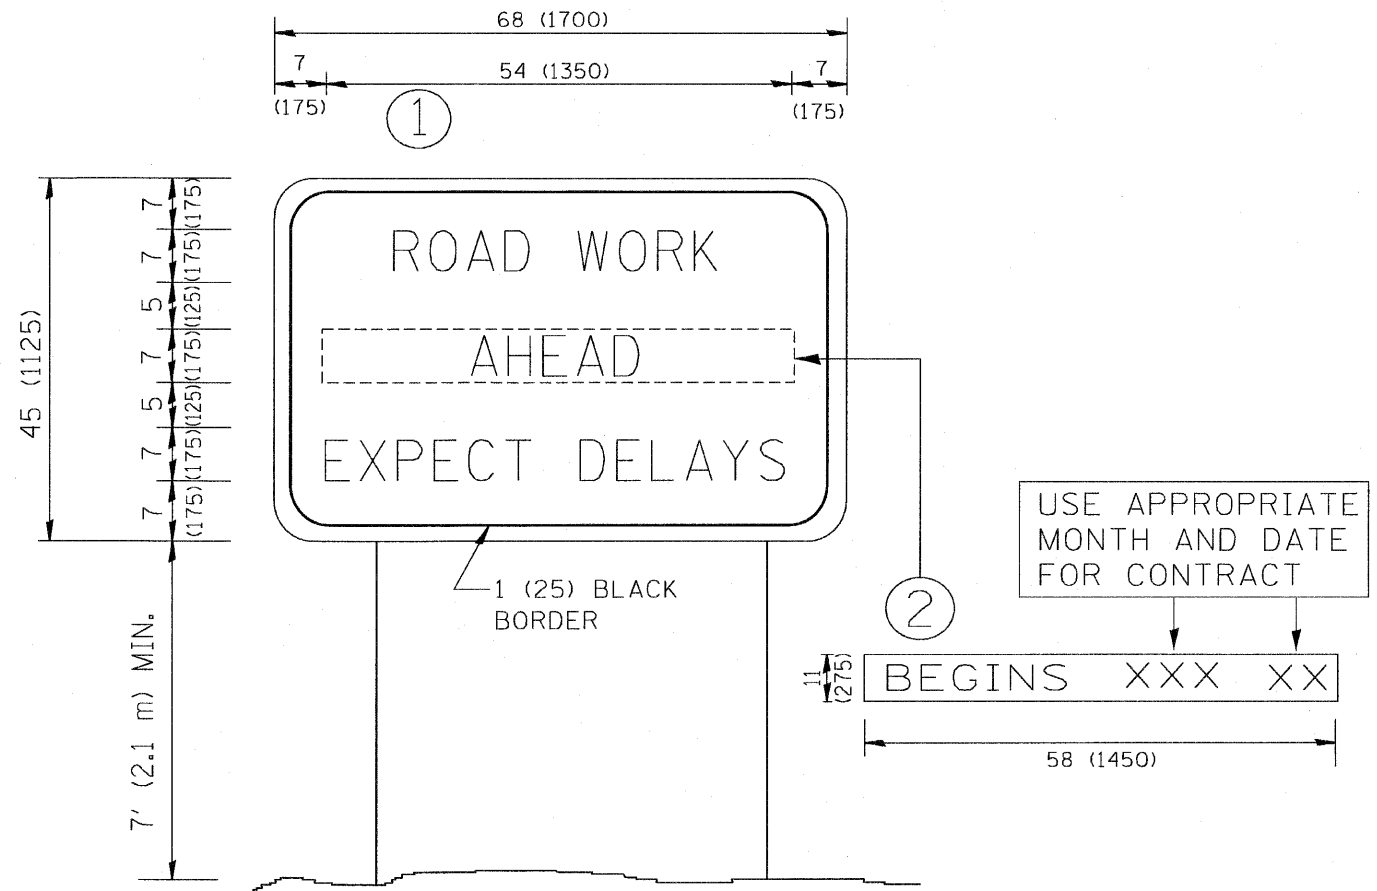 68 (1700)
7
54 (1350)
7
(175)
(175)
1
7
(175)
7
(175)
5
(125)
7
(175)
5
(125)
7
(175)
7
(175)
45 (1125)
ROAD WORK
AHEAD
EXPECT DELAYS
1 (25) BLACK
BORDER
7' (2.1 m) MIN.
USE APPROPRIATE
MONTH AND DATE
FOR CONTRACT
2
11
(275)
BEGINS XXX XX
58 (1450)